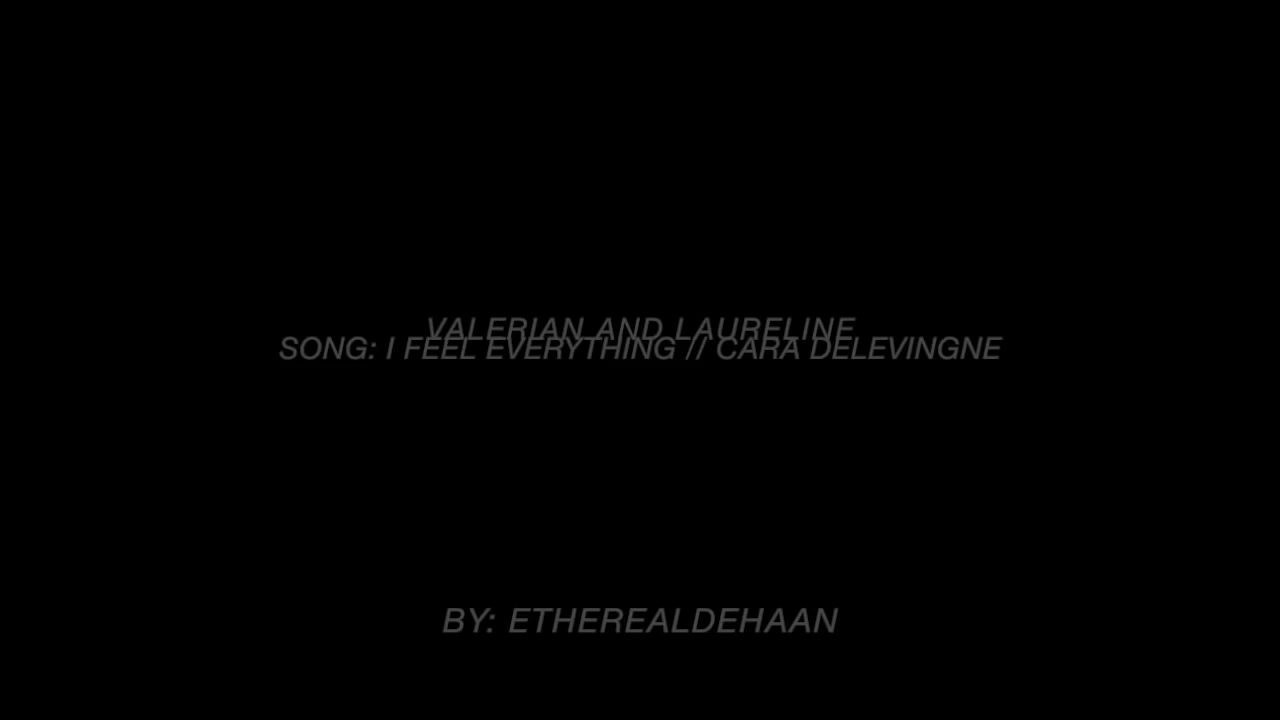 VALERIAN AND LAURELINE
SONG: I FEEL EVERYTHING // CARA DELEVINGNE
BY: ETHEREALDEHAAN